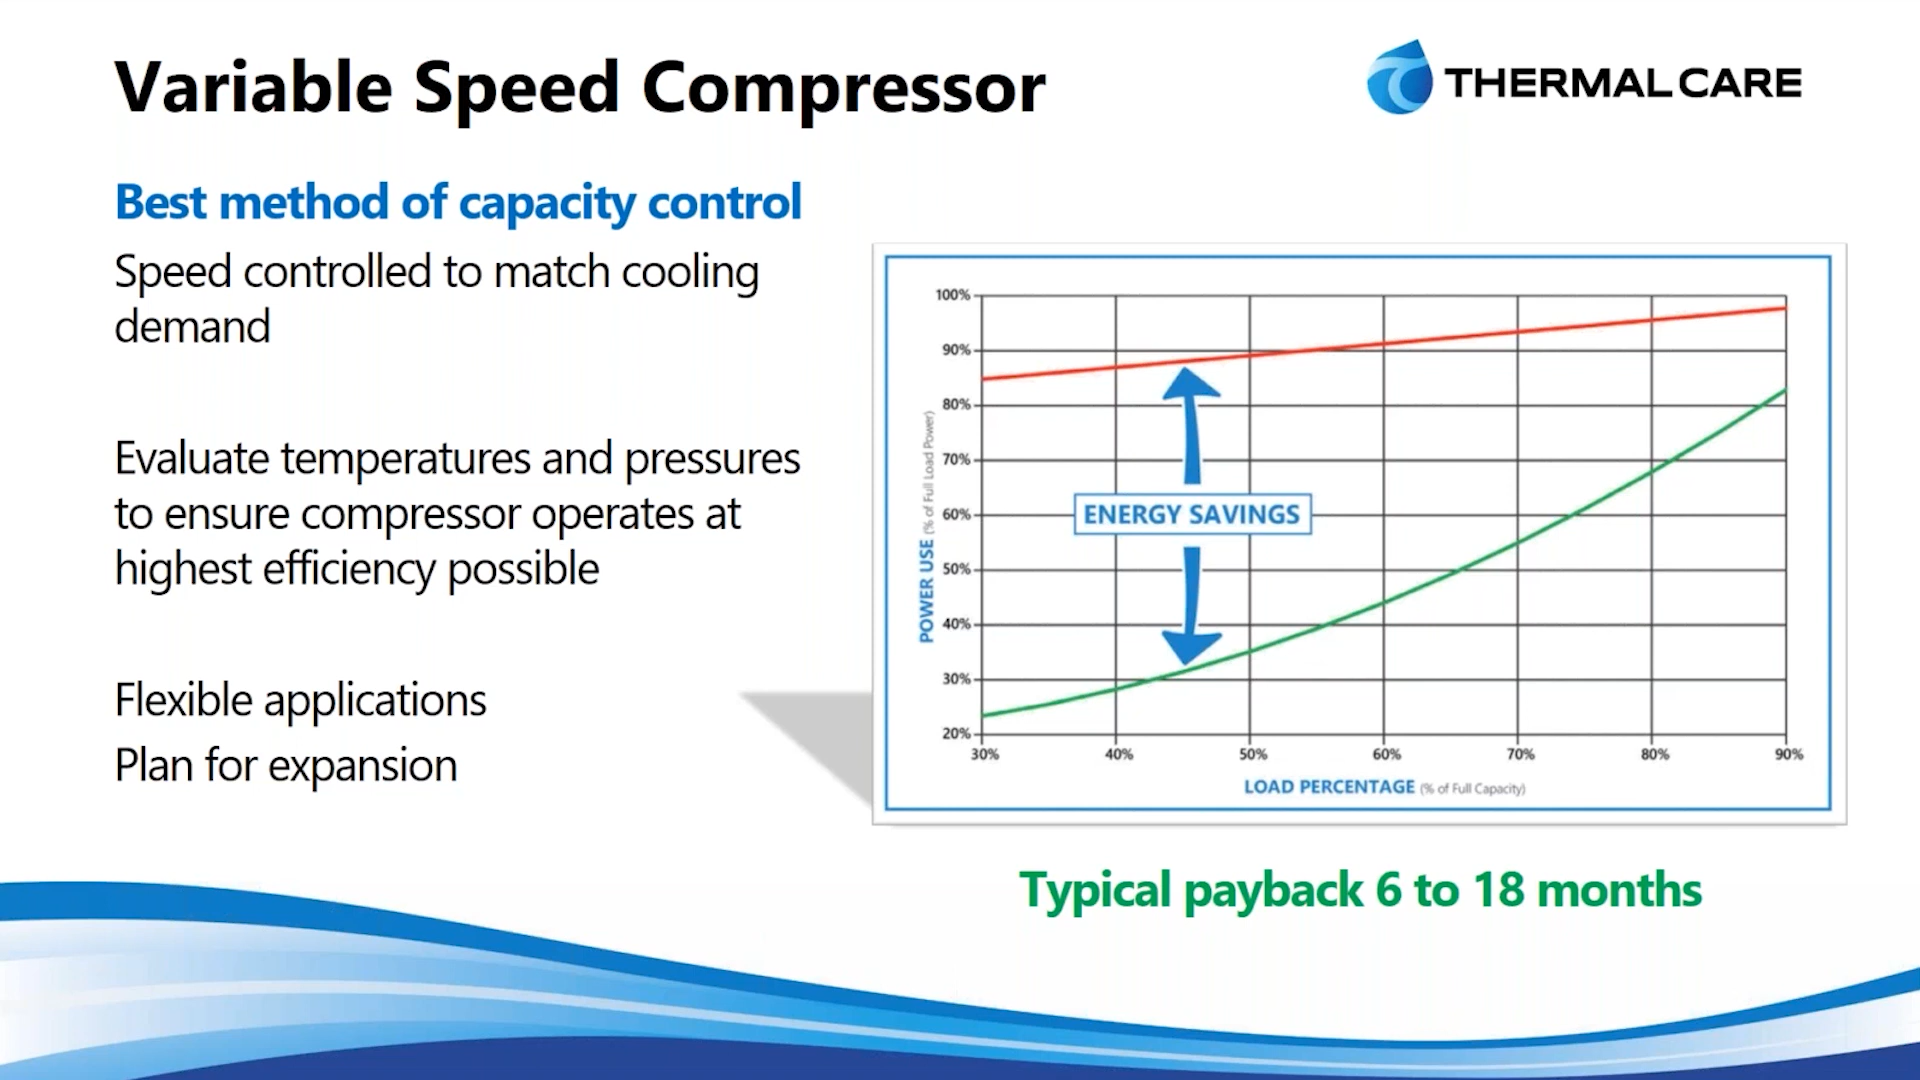 Variable Speed Compressor
THERMAL CARE
Best method of capacity control
Speed controlled to match cooling
demand
Evaluate temperatures and pressures
to ensure compressor operates at
highest efficiency possible
Flexible applications
Plan for expansion
100%
90%
80%
70%
60%
50%
40%
30%
20%
POWER USE (% of Full Load Power)
ENERGY SAVINGS
30% 40% 50% 60% 70% 80% 90%
LOAD PERCENTAGE (% of Full Capacity)
Typical payback 6 to 18 months